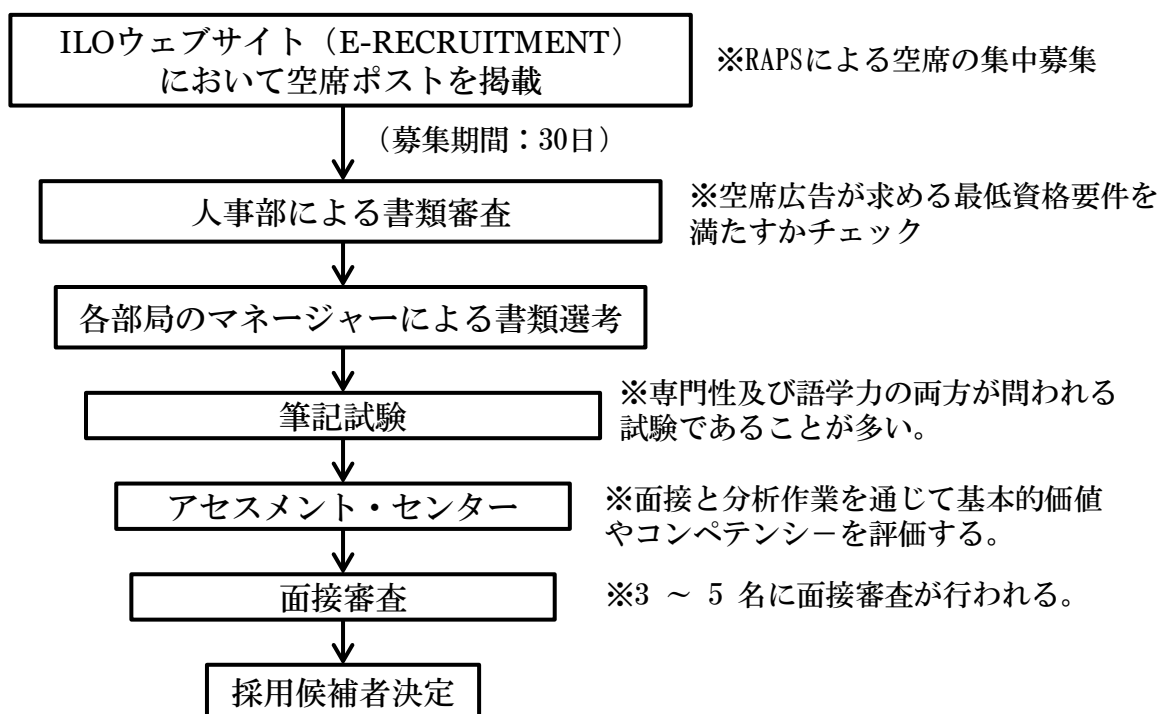 ILOウェブサイト（E-RECRUITMENT）
において空席ポストを掲載
※RAPSによる空席の集中募集
（募集期間：30日）
人事部による書類審査
※空席広告が求める最低資格要件を
満たすかチェック
各部局のマネージャーによる書類選考
筆記試験
※専門性及び語学力の両方が問われる
試験であることが多い。
アセスメント・センター
※面接と分析作業を通じて基本的価値
やコンペテンシ－を評価する。
面接審査
※3 ～ 5 名に面接審査が行われる。
採用候補者決定